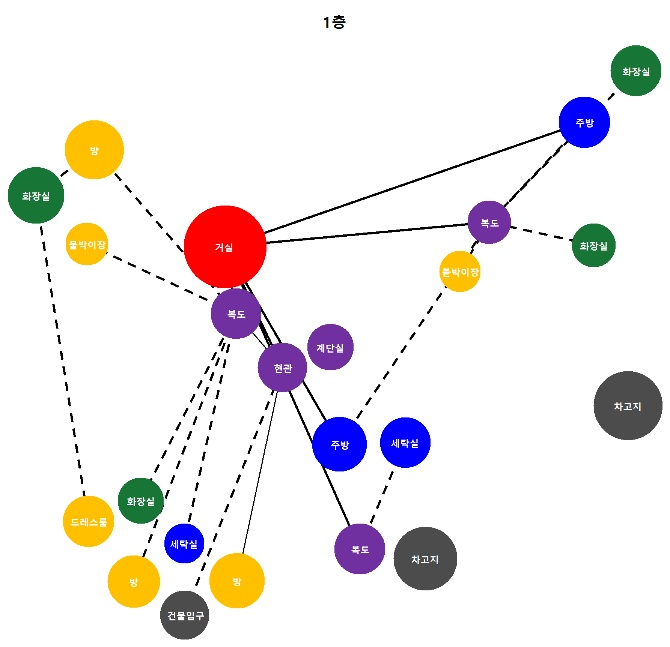 1층
화장실
주방
방
화장실
복도
붙박이장
거실
화장실
붙박이장
복도
계단실
현관
차고지
주방
세탁실
화장실
드레스룸
세탁실
복도
차고지
방
방
건물입구